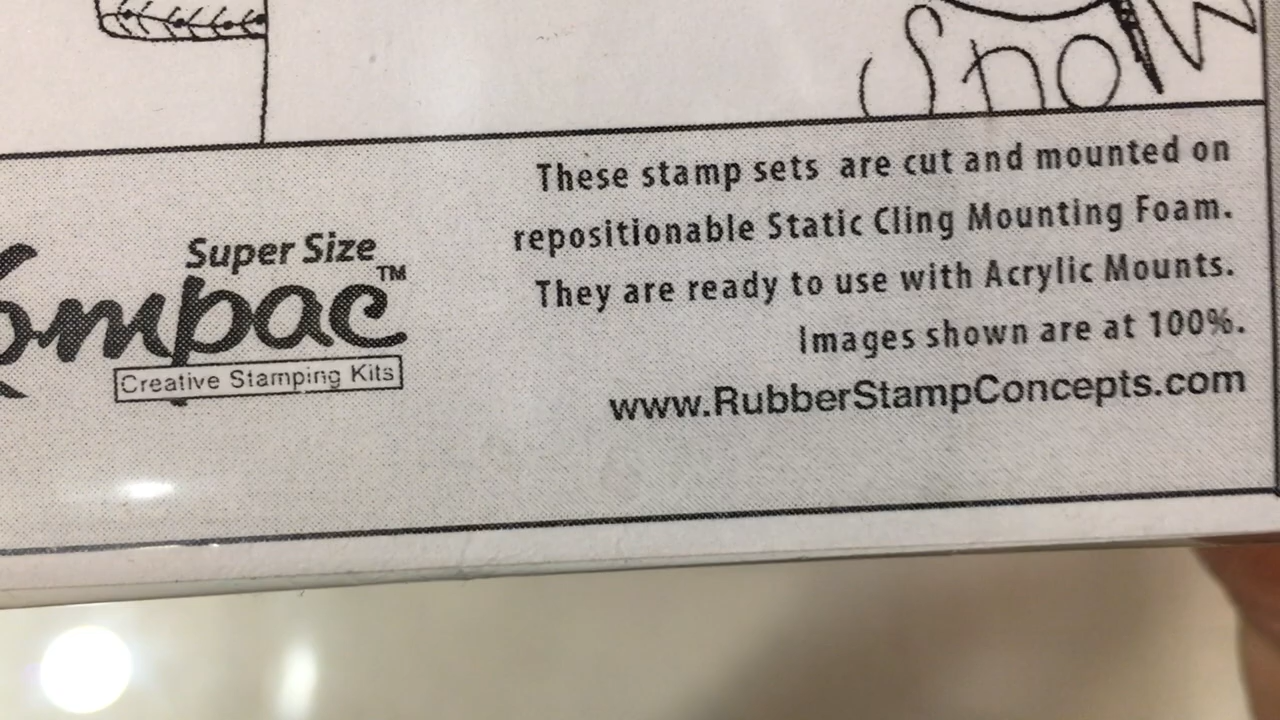 Snow
These stamp sets are cut and mounted on
repositionable Static Cling Mounting Foam.
They are ready to use with Acrylic Mounts.
Images shown are at 100%.
www.RubberStampConcepts.com
Super Size
TM
Creative Stamping Kits